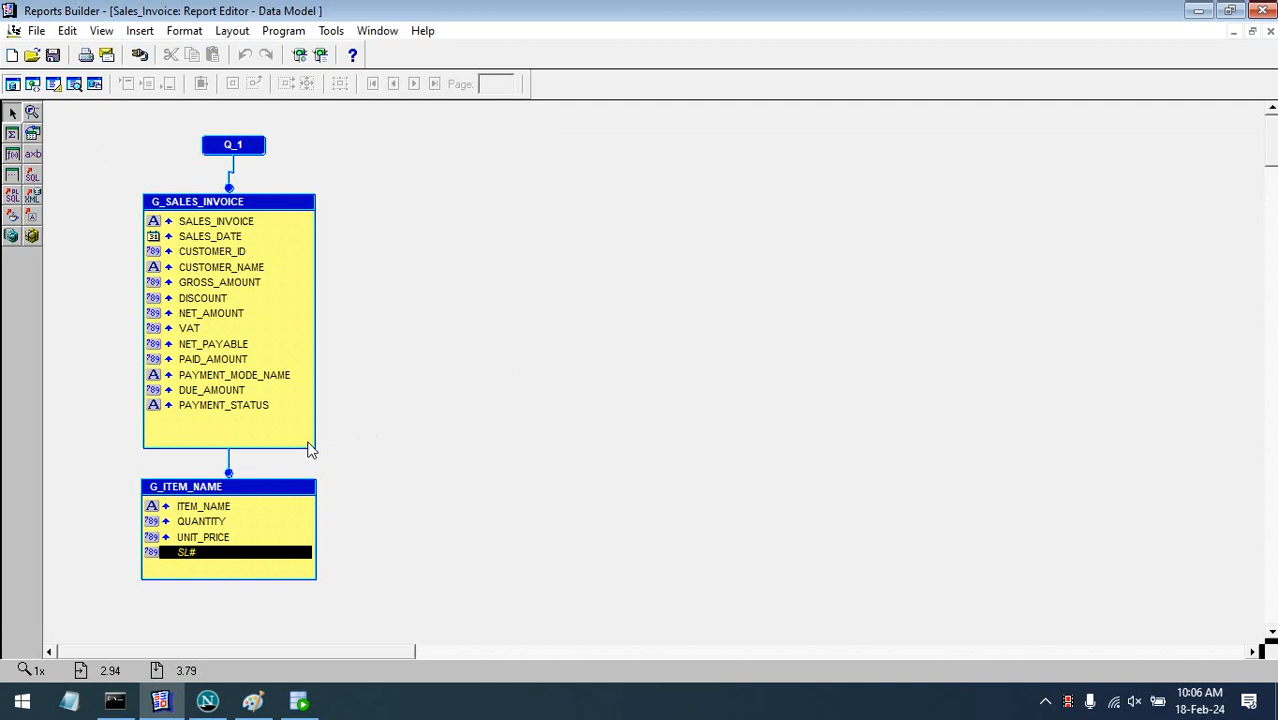 Reports Builder - [Sales_Invoice: Report Editor - Data Model ]
File Edit View Insert Format Layout Program Tools Window Help
Page:
Q_1
G_SALES_INVOICE
SALES_INVOICE
SALES_DATE
CUSTOMER_ID
CUSTOMER_NAME
GROSS_AMOUNT
DISCOUNT
NET_AMOUNT
VAT
NET_PAYABLE
PAID_AMOUNT
PAYMENT_MODE_NAME
DUE_AMOUNT
PAYMENT_STATUS
G_ITEM_NAME
ITEM_NAME
QUANTITY
UNIT_PRICE
SL#
1x 2.94 3.79
10:06 AM
18-Feb-24